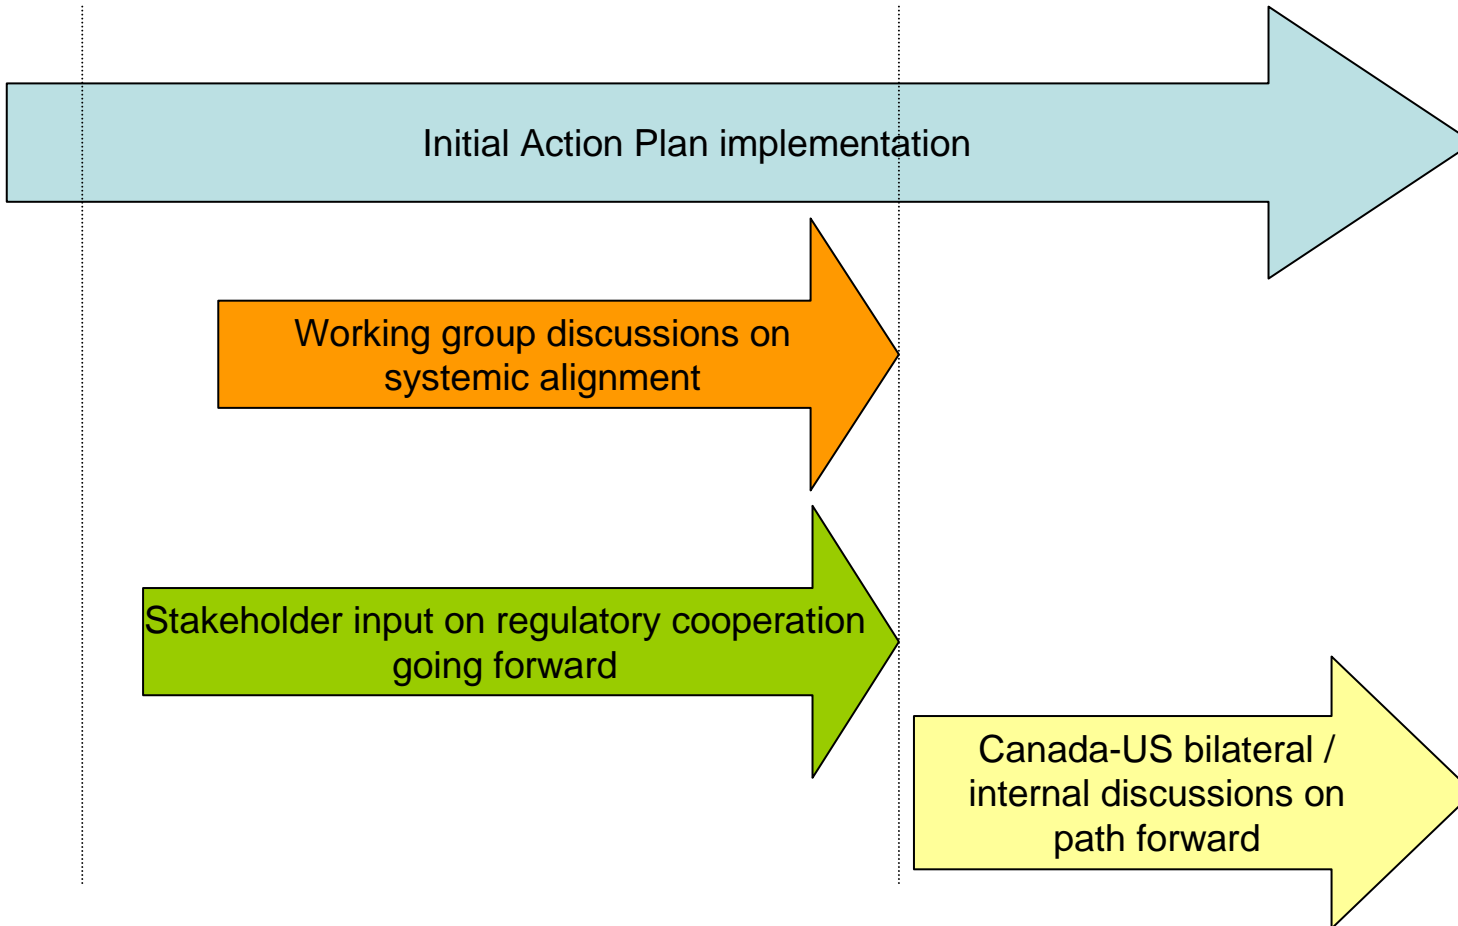 Initial Action Plan implementation
Working group discussions on
systemic alignment
Stakeholder input on regulatory cooperation
going forward
Canada-US bilateral /
internal discussions on
path forward